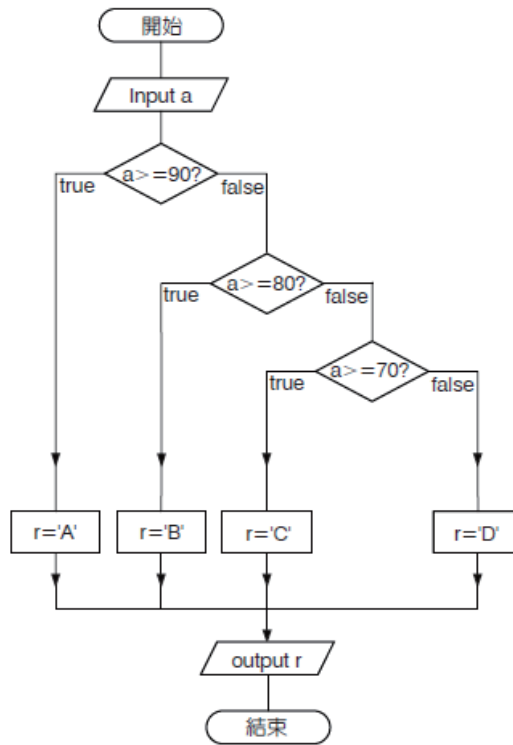 開始
Input a
a>=90?
true
false
a>=80?
true
false
a>=70?
true
false
r='A'
r='B'
r='C'
r='D'
output r
結束